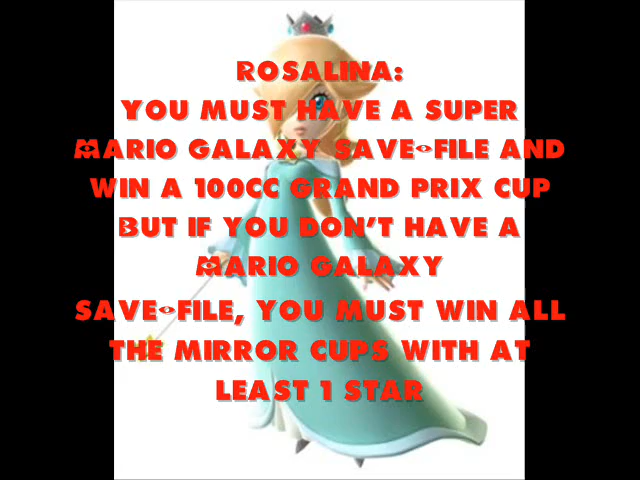 ROSALINA:
YOU MUST HAVE A SUPER
MARIO GALAXY SAVE-FILE AND
WIN A 100CC GRAND PRIX CUP
BUT IF YOU DON'T HAVE A
MARIO GALAXY
SAVE-FILE, YOU MUST WIN ALL
THE MIRROR CUPS WITH AT
LEAST 1 STAR